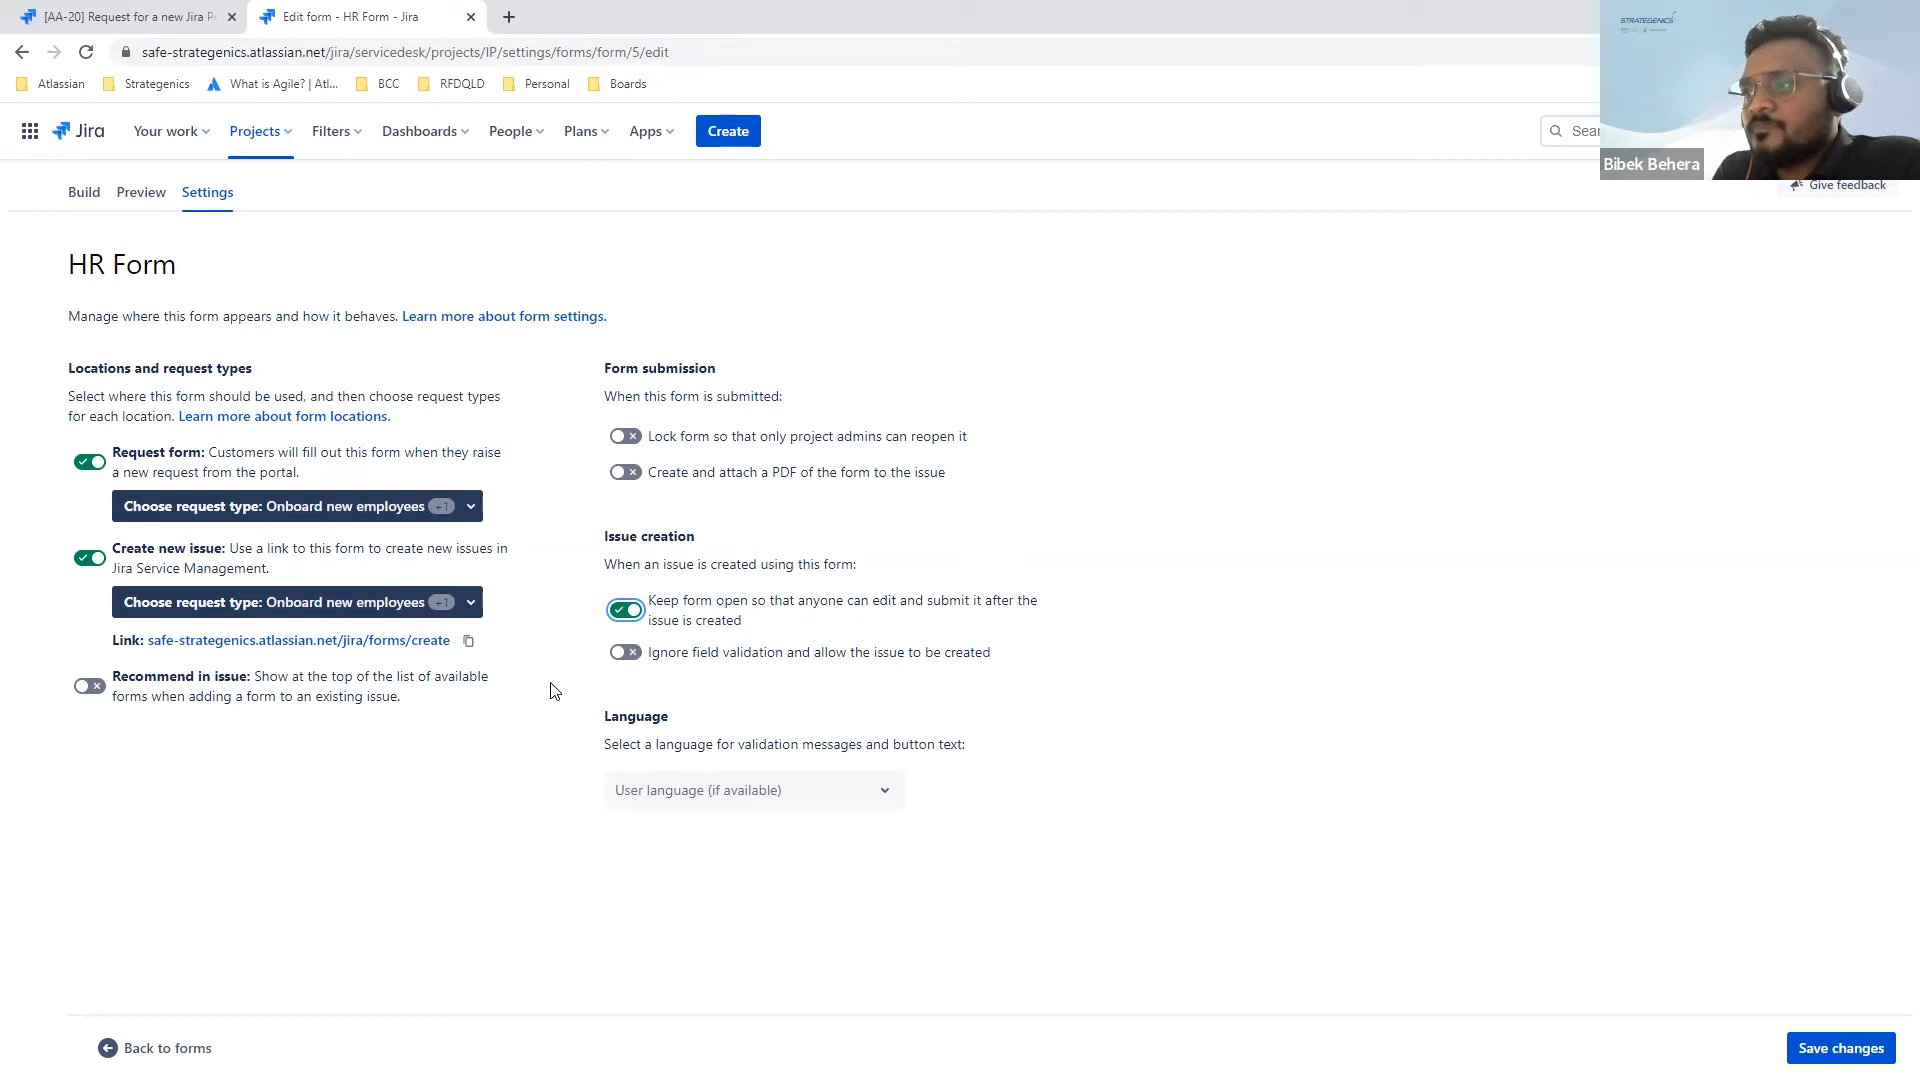 [AA-20] Request for a new Jira P
Edit form - HR Form - Jira
safe-strategenics.atlassian.net/jira/servicedesk/projects/IP/settings/forms/form/5/edit
Atlassian
Strategenics
What is Agile? | Atl...
BCC
RFDQLD
Personal
Boards
STRATEGENICS
Jira
Your work
Projects
Filters
Dashboards
People
Plans
Apps
Create
Sear
Bibek Behera
Build
Preview
Settings
Give feedback
HR Form
Manage where this form appears and how it behaves. Learn more about form settings.
Locations and request types
Select where this form should be used, and then choose request types
for each location. Learn more about form locations.
Request form: Customers will fill out this form when they raise
a new request from the portal.
Choose request type: Onboard new employees +1
Create new issue: Use a link to this form to create new issues in
Jira Service Management.
Choose request type: Onboard new employees +1
Link: safe-strategenics.atlassian.net/jira/forms/create
Recommend in issue: Show at the top of the list of available
forms when adding a form to an existing issue.
Form submission
When this form is submitted:
Lock form so that only project admins can reopen it
Create and attach a PDF of the form to the issue
Issue creation
When an issue is created using this form:
Keep form open so that anyone can edit and submit it after the
issue is created
Ignore field validation and allow the issue to be created
Language
Select a language for validation messages and button text:
User language (if available)
Back to forms
Save changes